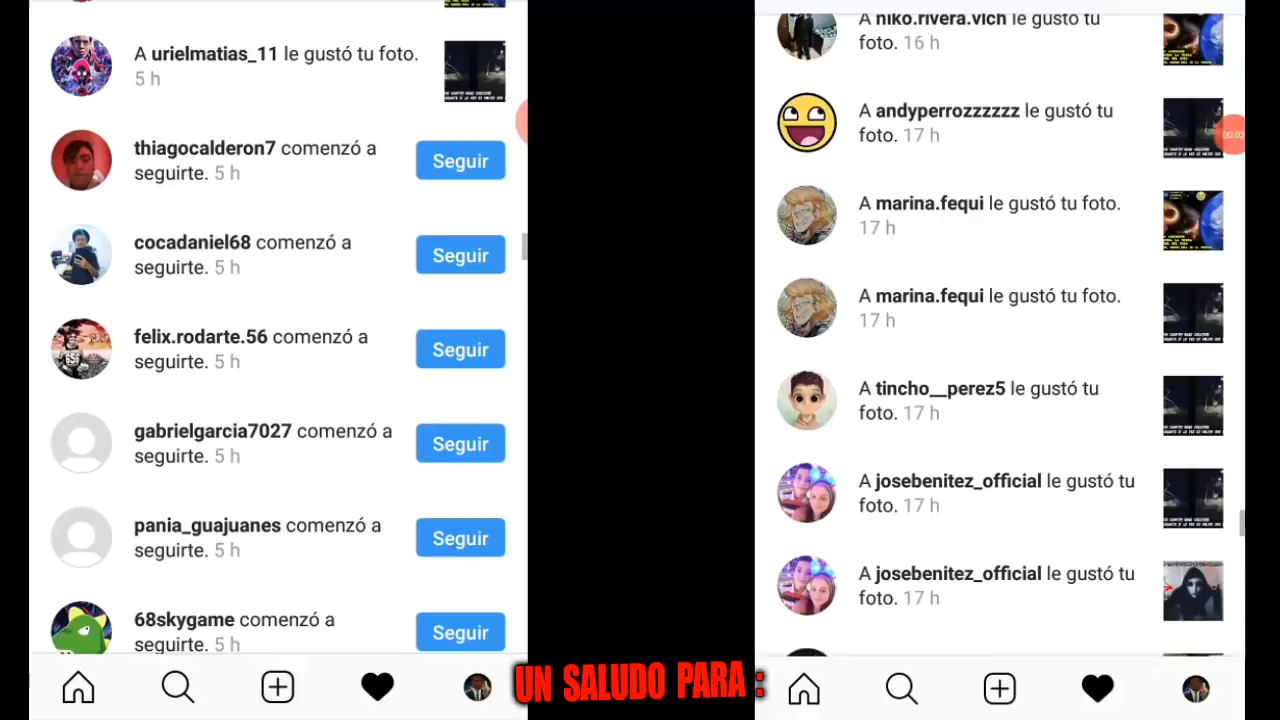 A urielmatias_11 le gustó tu foto.
5 h
thiagocalderon7 comenzó a
seguirte. 5 h
Seguir
cocadaniel68 comenzó a
seguirte. 5 h
Seguir
felix.rodarte.56 comenzó a
seguirte. 5 h
Seguir
gabrielgarcia7027 comenzó a
seguirte. 5 h
Seguir
pania_guajuanes comenzó a
seguirte. 5 h
Seguir
68skygame comenzó a
seguirte. 5 h
Seguir
A niko.rivera.vlch le gustó tu
foto. 16 h
A andyperrozzzzzz le gustó tu
foto. 17 h
00:03
A marina.fequi le gustó tu foto.
17 h
A marina.fequi le gustó tu foto.
17 h
A tincho__perez5 le gustó tu
foto. 17 h
A josebenitez_official le gustó tu
foto. 17 h
A josebenitez_official le gustó tu
foto. 17 h
UN SALUDO PARA :